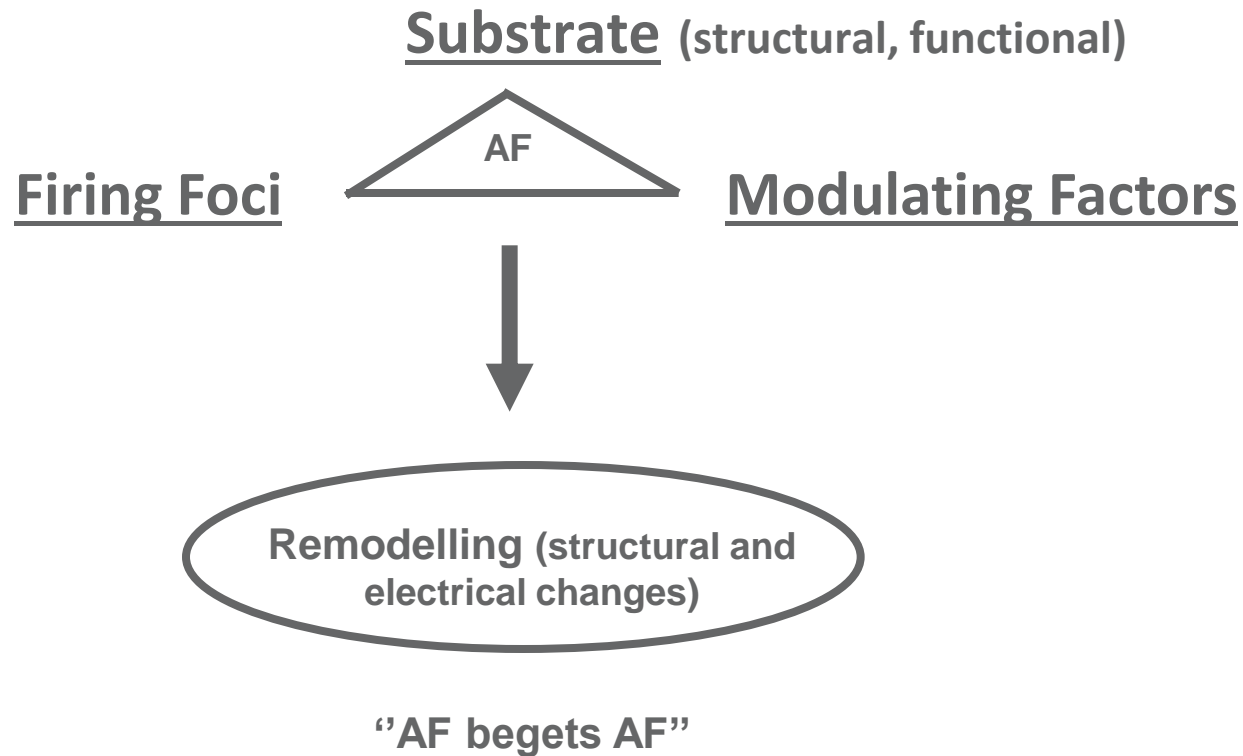 Substrate (structural, functional)
AF
Firing Foci
Modulating Factors
Remodelling (structural and
electrical changes)
‘’AF begets AF’’